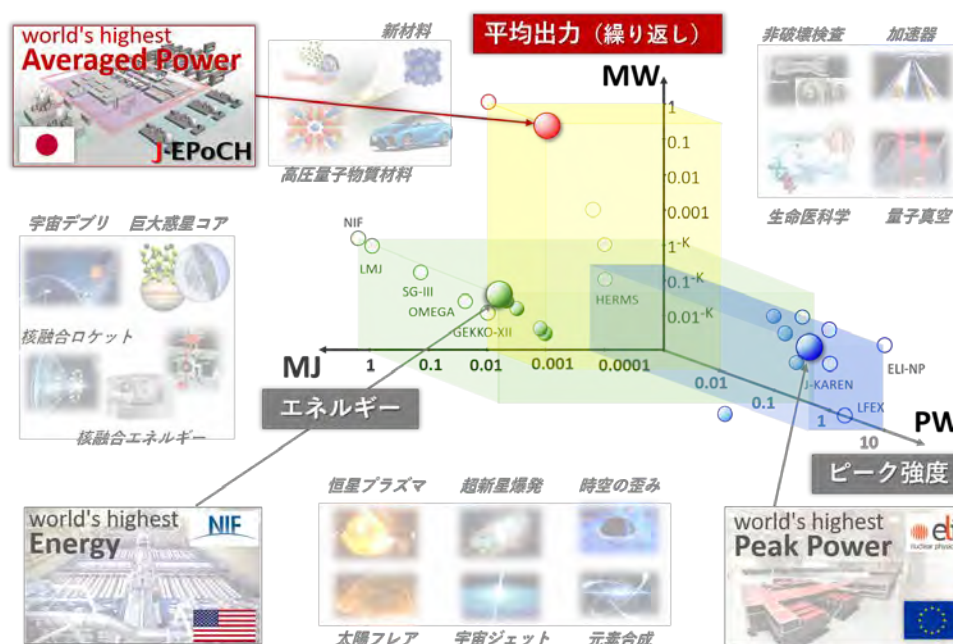 world's highest
Averaged Power
J-EPoCH
新材料
高圧量子物質材料
平均出力（繰り返し）
非破壊検査
加速器
生命医科学
量子真空
MW
1
0.1
0.01
0.001
1-K
0.1-K
0.01-K
宇宙デブリ
巨大惑星コア
核融合ロケット
核融合エネルギー
NIF
LMJ
SG-III
OMEGA
GEKKO-XII
HERMS
MJ
1
0.1
0.01
0.001
0.0001
0.01
0.1
1
10
J-KAREN
ELI-NP
LFEX
PW
エネルギー
ピーク強度
world's highest
Energy
NIF
恒星プラズマ
超新星爆発
時空の歪み
太陽フレア
宇宙ジェット
元素合成
world's highest
Peak Power
eli
nuclear physic